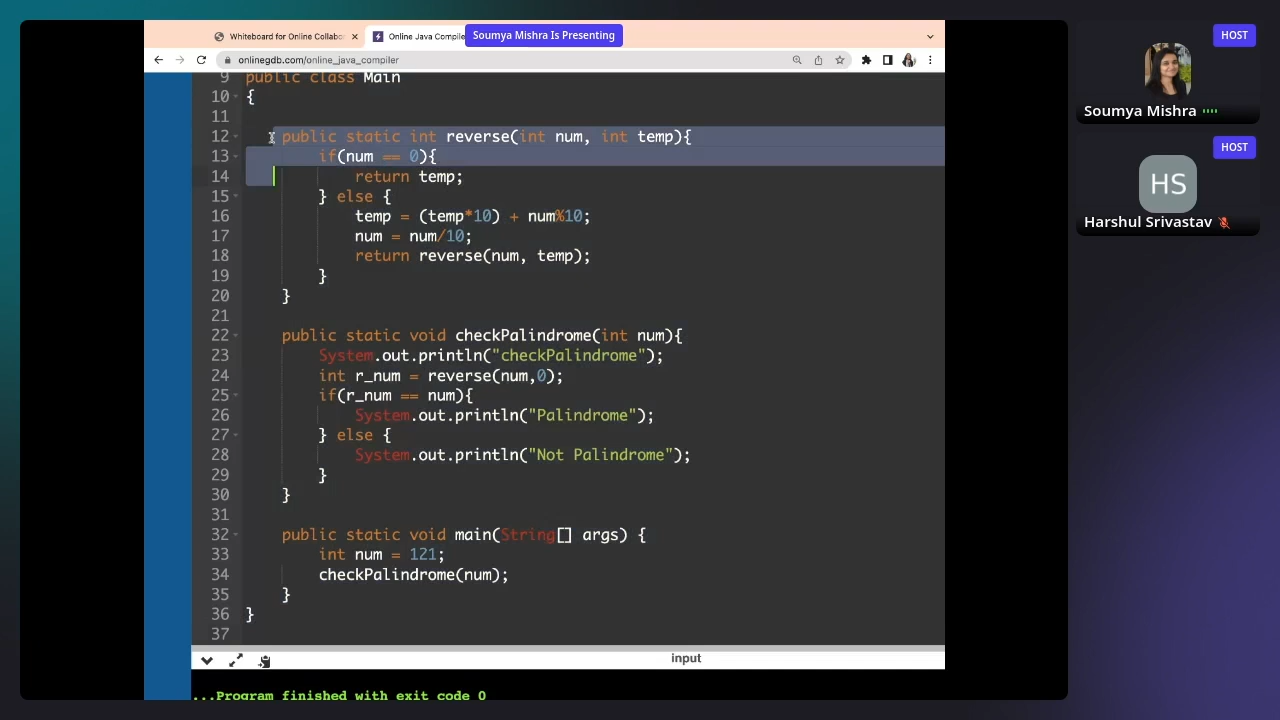 Whiteboard for Online Collabo
Online Java Compile
Soumya Mishra Is Presenting
onlinegdb.com/online_java_compiler
9 public class Main
10 {
11
12 public static int reverse(int num, int temp){
13 if(num == 0){
14 return temp;
15 } else {
16 temp = (temp*10) + num%10;
17 num = num/10;
18 return reverse(num, temp);
19 }
20 }
21
22 public static void checkPalindrome(int num){
23 System.out.println("checkPalindrome");
24 int r_num = reverse(num,0);
25 if(r_num == num){
26 System.out.println("Palindrome");
27 } else {
28 System.out.println("Not Palindrome");
29 }
30 }
31
32 public static void main(String[] args) {
33 int num = 121;
34 checkPalindrome(num);
35 }
36 }
37
input
...Program finished with exit code 0
HOST
Soumya Mishra
HOST
HS
Harshul Srivastav